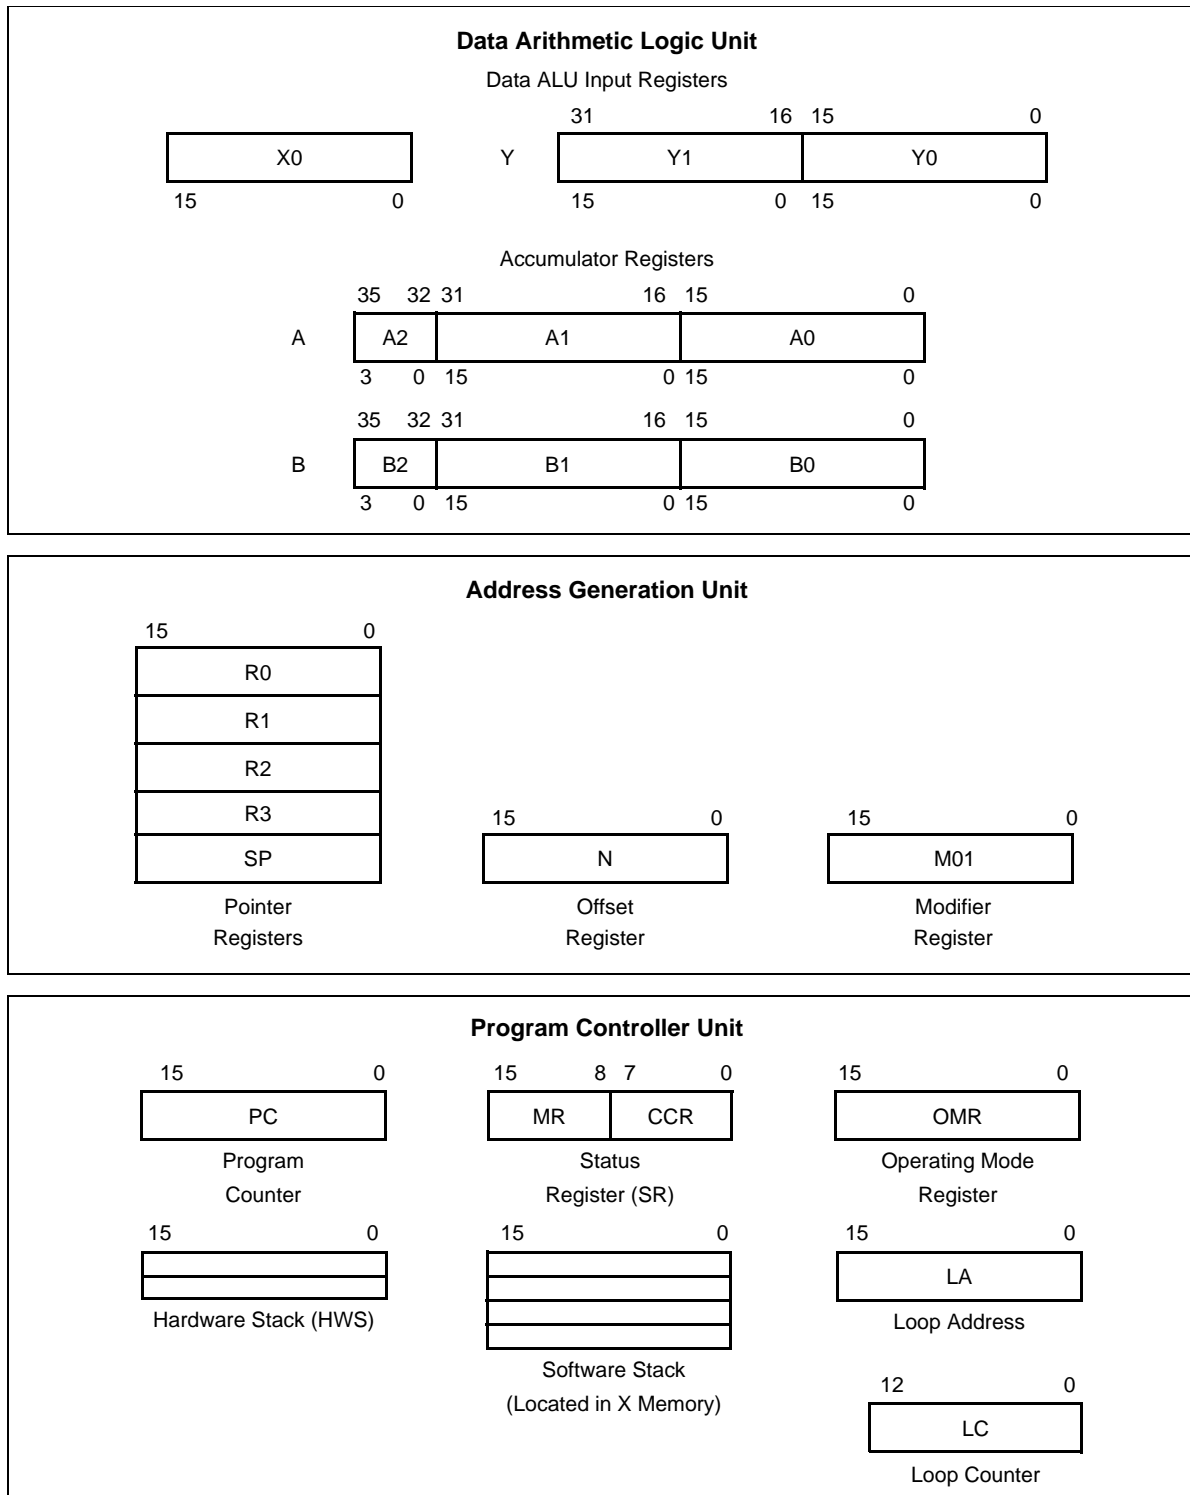 Data Arithmetic Logic Unit
Data ALU Input Registers
31 16 15 0
X0 Y Y1 Y0
15 0 15 0 15 0
Accumulator Registers
35 32 31 16 15 0
A A2 A1 A0
3 0 15 0 15 0
35 32 31 16 15 0
B B2 B1 B0
3 0 15 0 15 0
Address Generation Unit
15 0
R0
R1
R2
R3
15 0 15 0
SP N M01
Pointer Offset Modifier
Registers Register Register
Program Controller Unit
15 0 15 8 7 0 15 0
PC MR CCR OMR
Program Status Operating Mode
Counter Register (SR) Register
15 0 15 0 15 0
LA
Hardware Stack (HWS) Loop Address
Software Stack
(Located in X Memory)
12 0
LC
Loop Counter